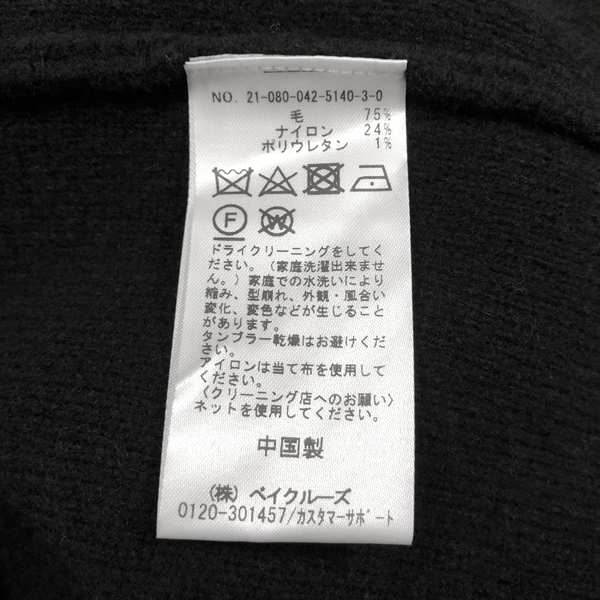 NO. 21-080-042-5140-3-0
毛 75%
ナイロン 24%
ポリウレタン 1%
F W
ドライクリーニングをしてく
ださい。(家庭洗濯出来ませ
ん。)家庭での水洗いにより
縮み、型崩れ、外観・風合い
変化、変色などが生じること
があります。
タンブラー乾燥はお避けくだ
さい。
アイロンは当て布を使用して
ください。
〈クリーニング店へのお願い〉
ネットを使用してください。
中国製
(株) ベイクルーズ
0120-301457/カスタマーサポート